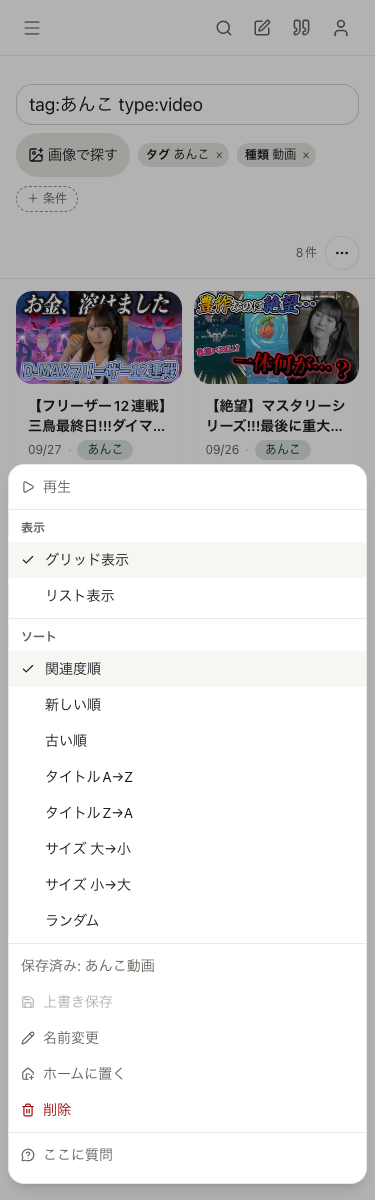 tag:あんこ type:video
画像で探す
タグ あんこ ×
種類 動画 ×
+ 条件
8件
お金、溶けました
D-MAXフリーザー12連戦
豊作なのに絶望…
一体何が…?
【フリーザー12連戦】
三鳥最終日!!!ダイマ...
09/27 · あんこ
【絶望】マスタリーシ
リーズ!!!最後に重大...
09/26 · あんこ
再生
表示
グリッド表示
リスト表示
ソート
関連度順
新しい順
古い順
タイトルA→Z
タイトルZ→A
サイズ 大→小
サイズ 小→大
ランダム
保存済み: あんこ動画
上書き保存
名前変更
ホームに置く
削除
ここに質問